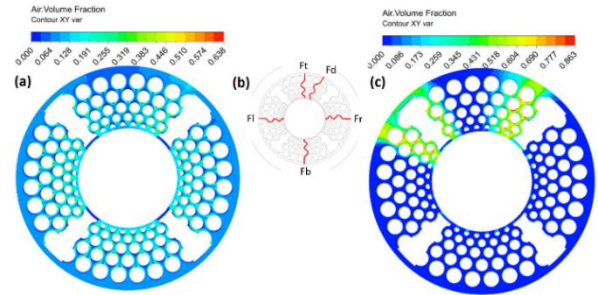 Air.Volume Fraction
Contour XY var
0.000 0.064 0.128 0.191 0.255 0.319 0.383 0.446 0.510 0.574 0.638
(a)
(b)
Ft
Fd
Fl
Fr
Fb
Air.Volume Fraction
Contour XY var
0.000 0.086 0.173 0.259 0.345 0.431 0.518 0.604 0.690 0.777 0.863
(c)